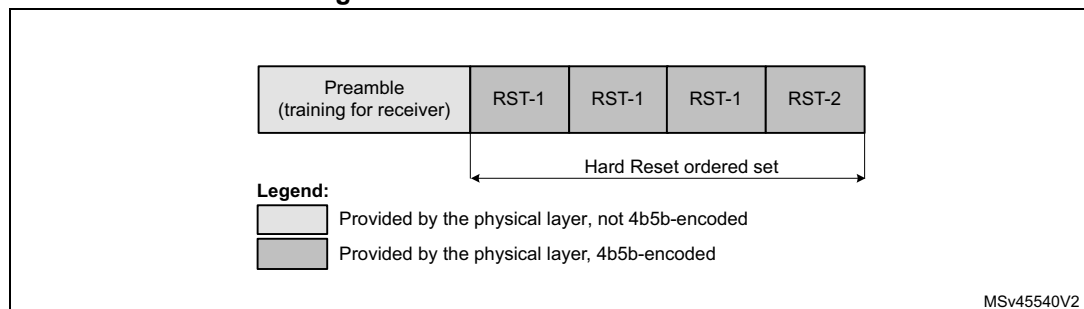 Preamble
(training for receiver)
RST-1
RST-1
RST-1
RST-2
Hard Reset ordered set
Legend:
Provided by the physical layer, not 4b5b-encoded
Provided by the physical layer, 4b5b-encoded
MSv45540V2